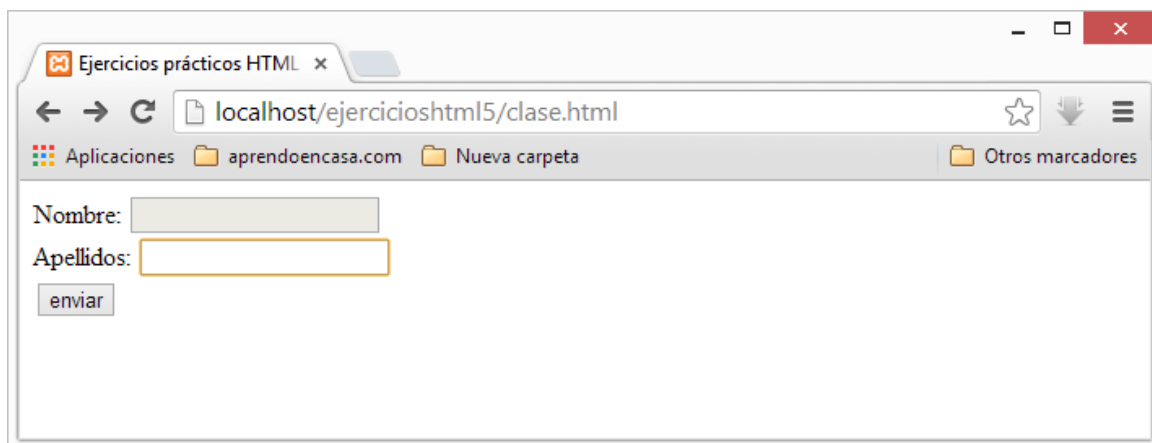 Ejercicios prácticos HTML
localhost/ejercicioshtml5/clase.html
Aplicaciones aprendoencasa.com Nueva carpeta Otros marcadores
Nombre:
Apellidos:
enviar